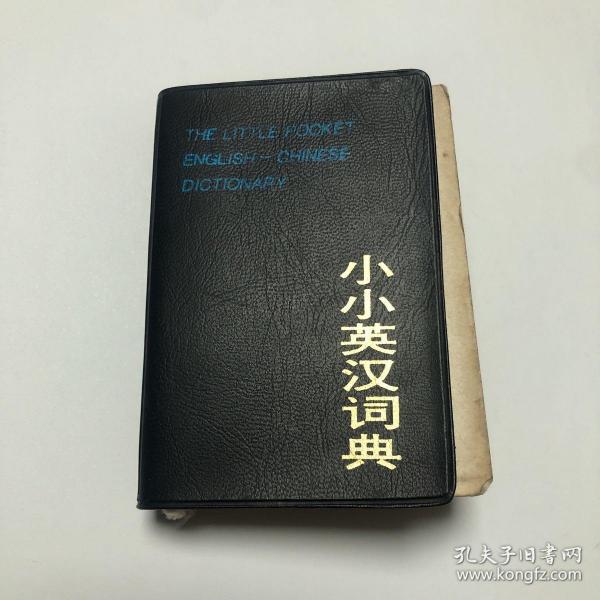 THE LITTLE POCKET
ENGLISH - CHINESE
DICTIONARY
小小英汉词典
孔夫子旧书网
www.kongfz.com